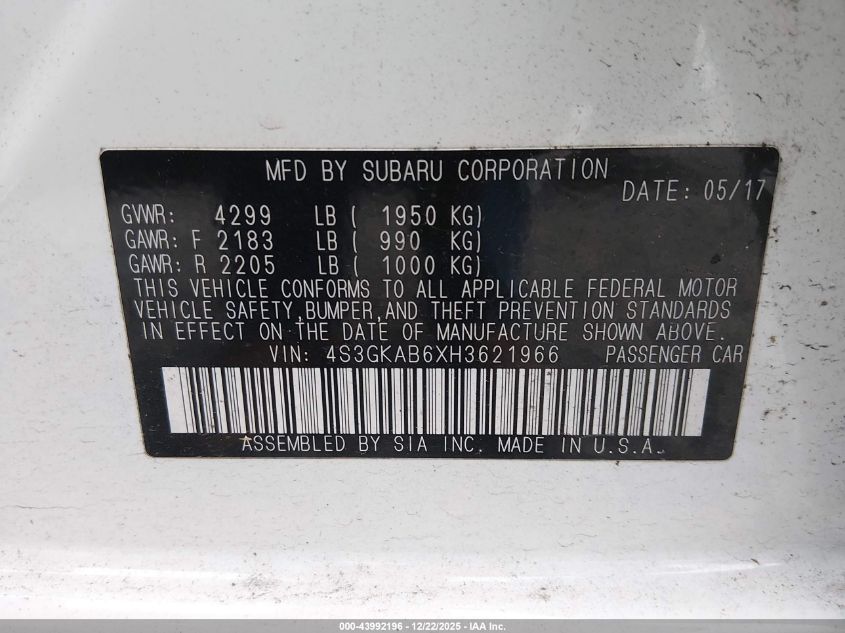 MFD BY SUBARU CORPORATION
DATE: 05/17
GVWR: 4299 LB ( 1950 KG)
GAWR: F 2183 LB ( 990 KG)
GAWR: R 2205 LB ( 1000 KG)
THIS VEHICLE CONFORMS TO ALL APPLICABLE FEDERAL MOTOR
VEHICLE SAFETY, BUMPER, AND THEFT PREVENTION STANDARDS
IN EFFECT ON THE DATE OF MANUFACTURE SHOWN ABOVE.
VIN: 4S3GKAB6XH3621966 PASSENGER CAR
ASSEMBLED BY SIA INC. MADE IN U.S.A.
000-43992196 - 12/22/2025 - IAA Inc.